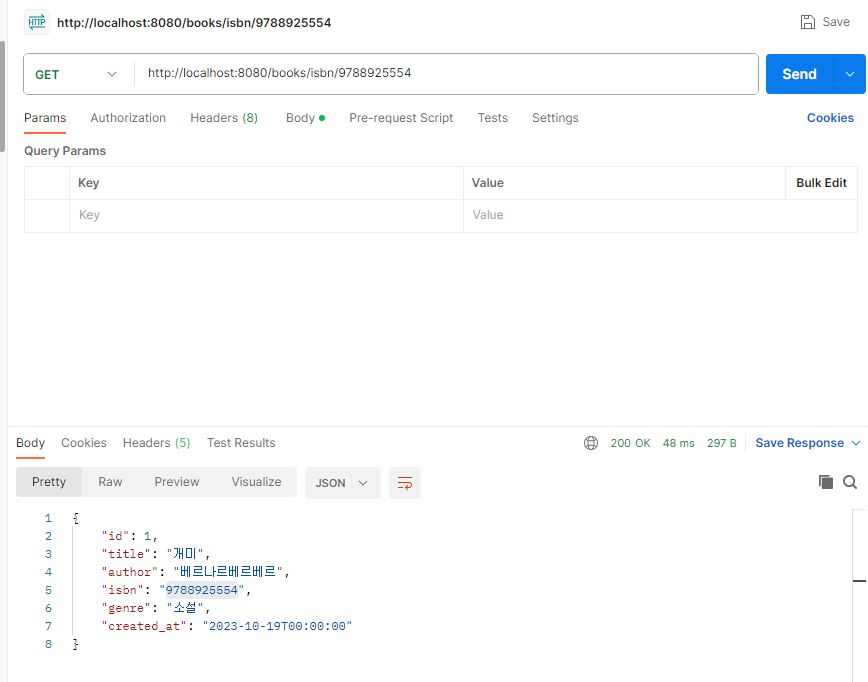 HTTP http://localhost:8080/books/isbn/9788925554 Save
GET http://localhost:8080/books/isbn/9788925554 Send
Params Authorization Headers (8) Body Pre-request Script Tests Settings Cookies
Query Params
Key Value Bulk Edit
Key Value
Body Cookies Headers (5) Test Results 200 OK 48 ms 297 B Save Response
Pretty Raw Preview Visualize JSON
1 {
2 "id": 1,
3 "title": "개미",
4 "author": "베르나르베르베르",
5 "isbn": "9788925554",
6 "genre": "소설",
7 "created_at": "2023-10-19T00:00:00"
8 }